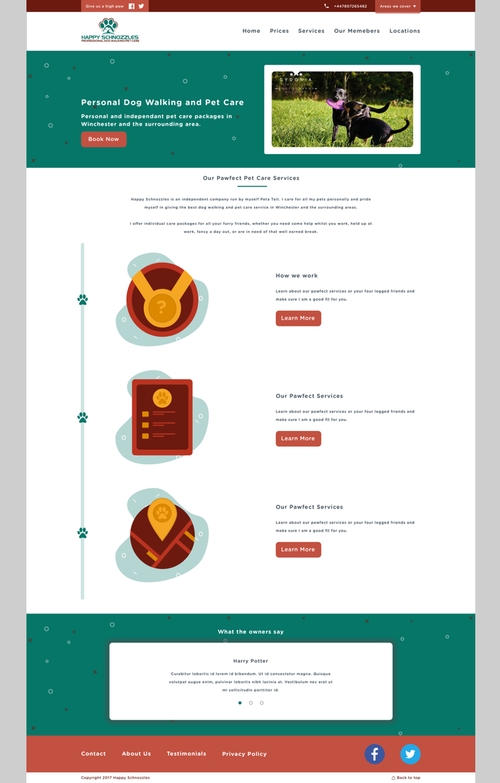 Give us a high paw
+447807265482
Areas we cover
HAPPY SCHNOZZLES
PROFESSIONAL DOG WALKING/PET CARE
Home Prices Services Our Memebers Locations
Personal Dog Walking and Pet Care
Personal and independant pet care packages in
Winchester and the surrounding area.
Book Now
SYDONIA
Our Pawfect Pet Care Services
Happy Schnozzles is an independant company run by myself Peta Tait. I care for all my pets personally and pride
myself in giving the best dog walking and pet care service in Winchester and the surrounding areas.
I offer individual care packages for all your furry friends, whether you need some help whilst you work, held up at
work, fancy a day out, or are in need of that well earned break.
?
How we work
Learn about our pawfect services or your four legged friends and
make sure I am a good fit for you.
Learn More
Our Pawfect Services
Learn about our pawfect services or your four legged friends and
make sure I am a good fit for you.
Learn More
Our Pawfect Services
Learn about our pawfect services or your four legged friends and
make sure I am a good fit for you.
Learn More
What the owners say
Harry Potter
Curabitur lobortis id lorem id bibendum. Ut id consectetur magna. Quisque
volutpat augue enim, pulvinar lobortis nibh lacinia at. Vestibulum nec erat ut
mi sollicitudin porttitor id
Contact About Us Testimonials Privacy Policy
Copyright 2017 Happy Schnozzles
Back to top